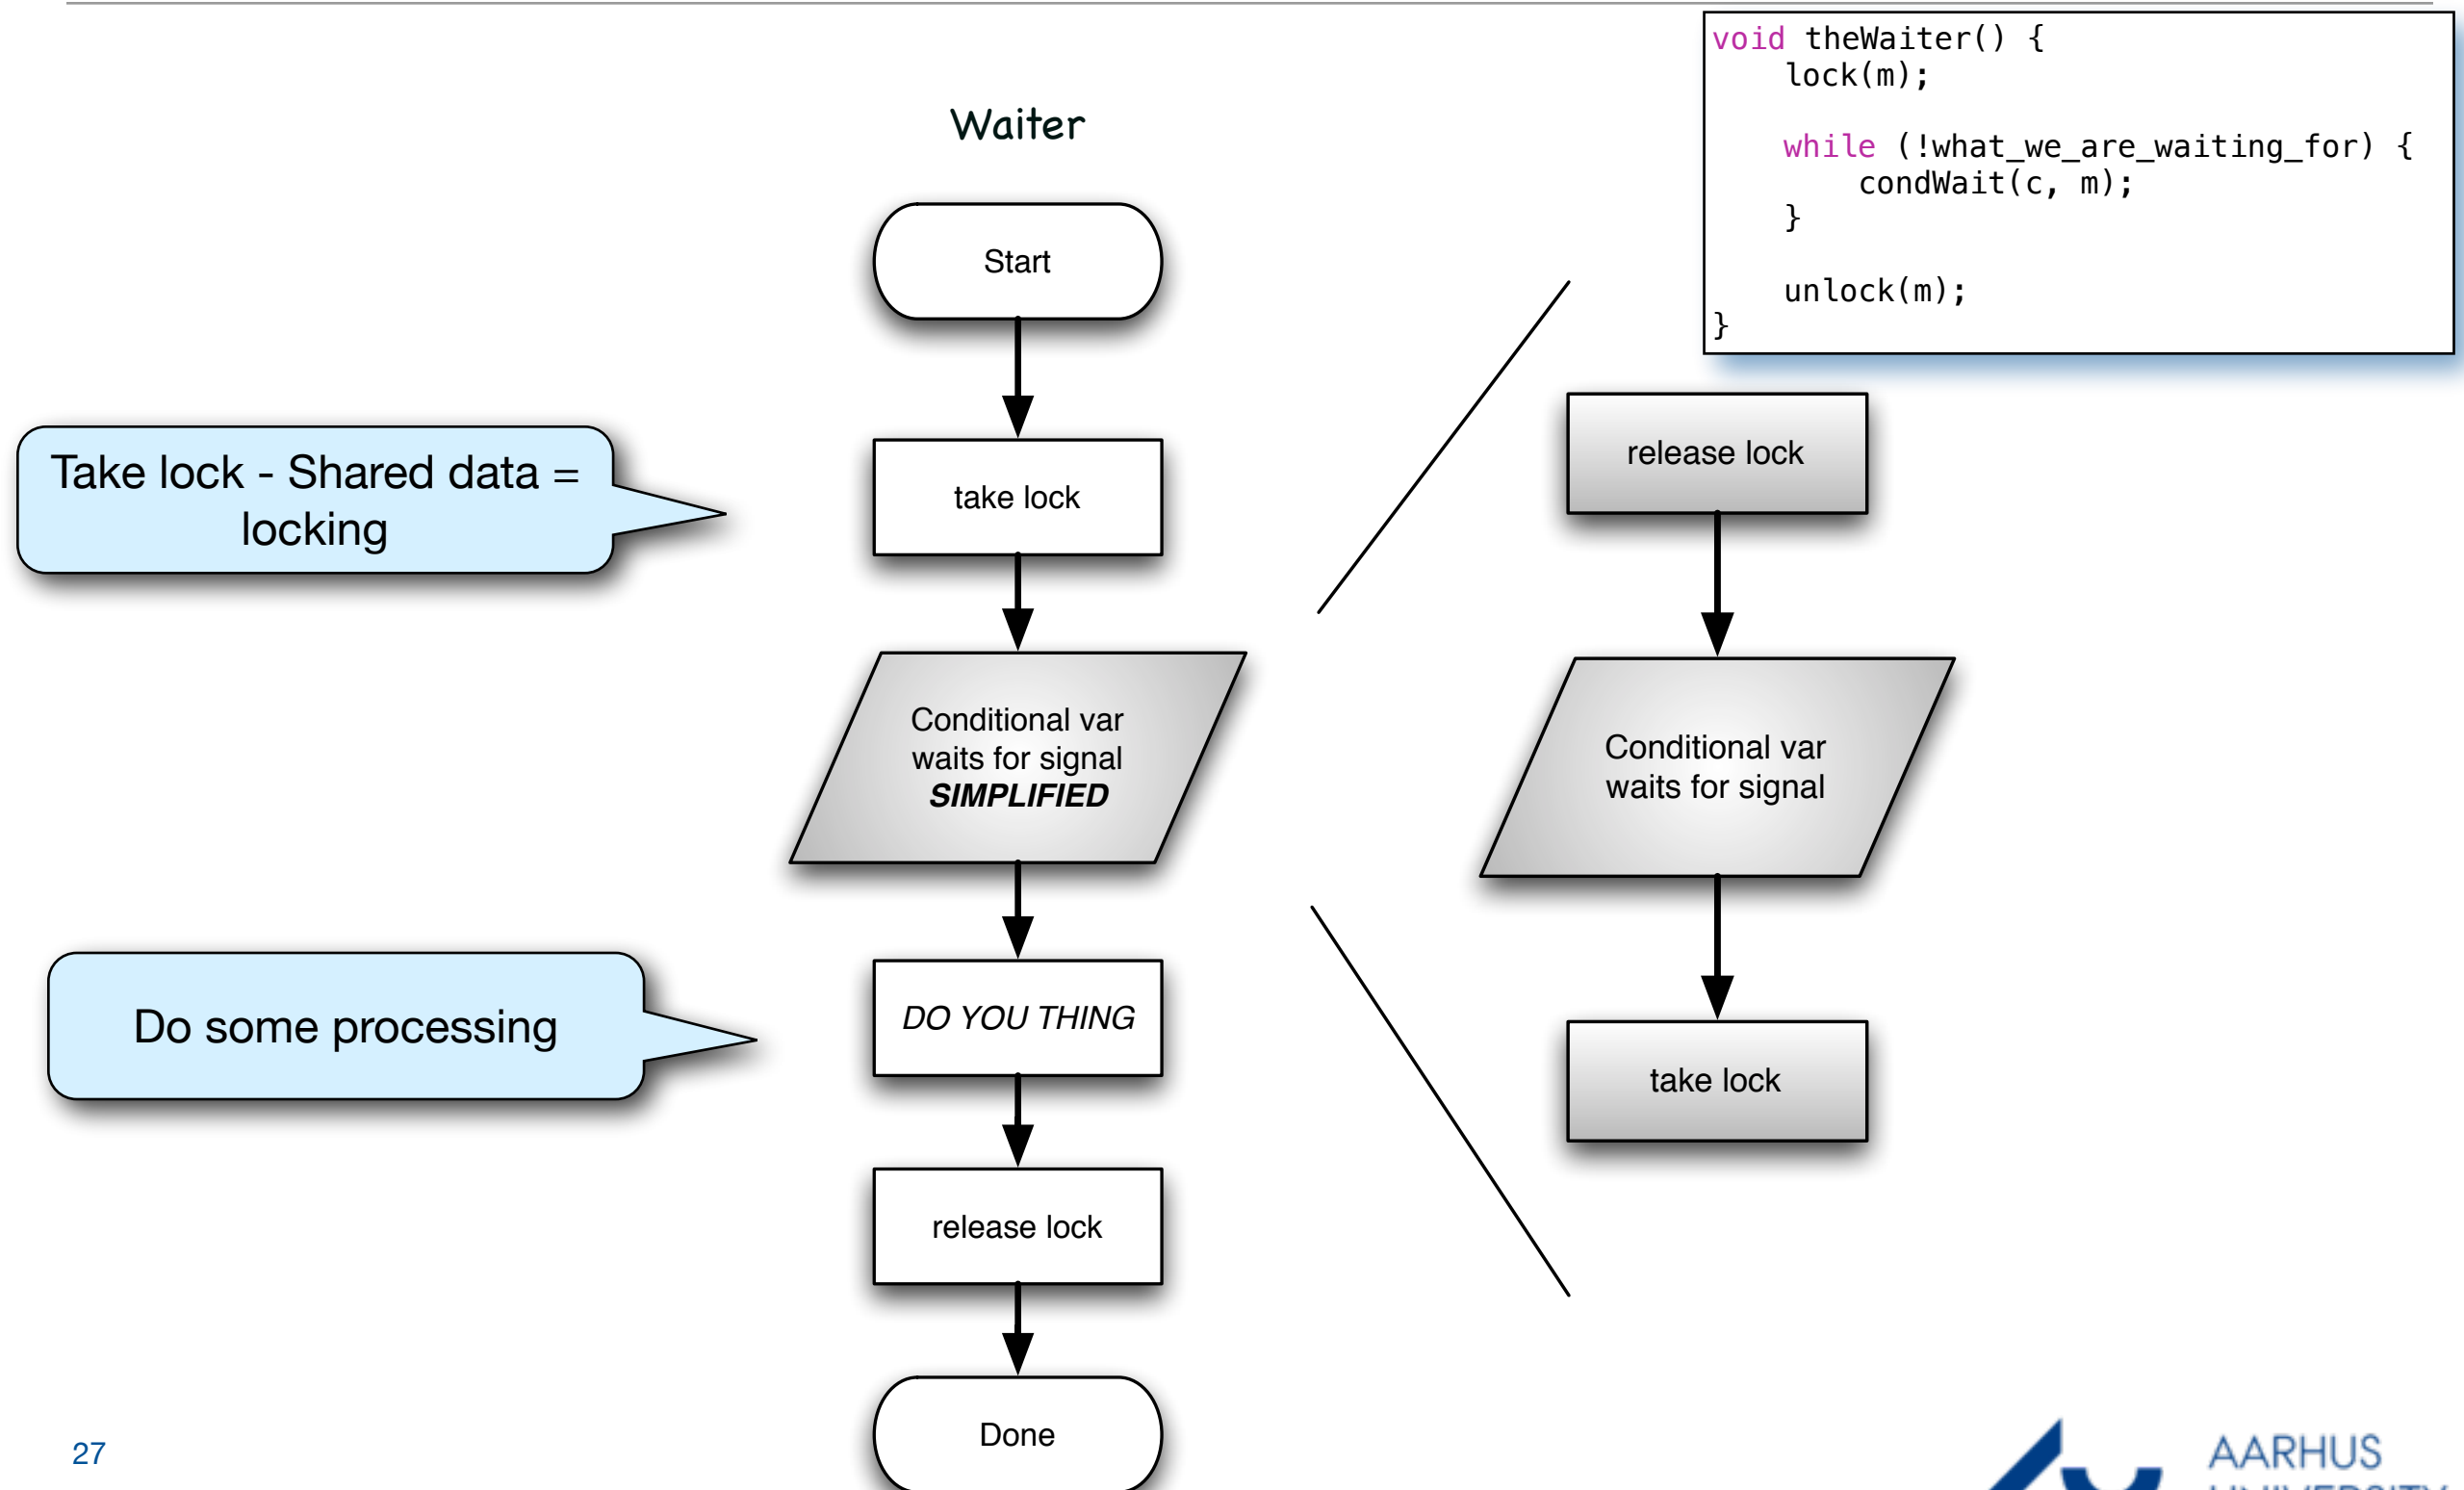 void theWaiter() {
    lock(m);
    while (!what_we_are_waiting_for) {
        condWait(c, m);
    }
    unlock(m);
}
Waiter
Start
Take lock - Shared data =
locking
take lock
Conditional var
waits for signal
SIMPLIFIED
Do some processing
DO YOU THING
release lock
Done
release lock
Conditional var
waits for signal
take lock
27
AARHUS
UNIVERSITY